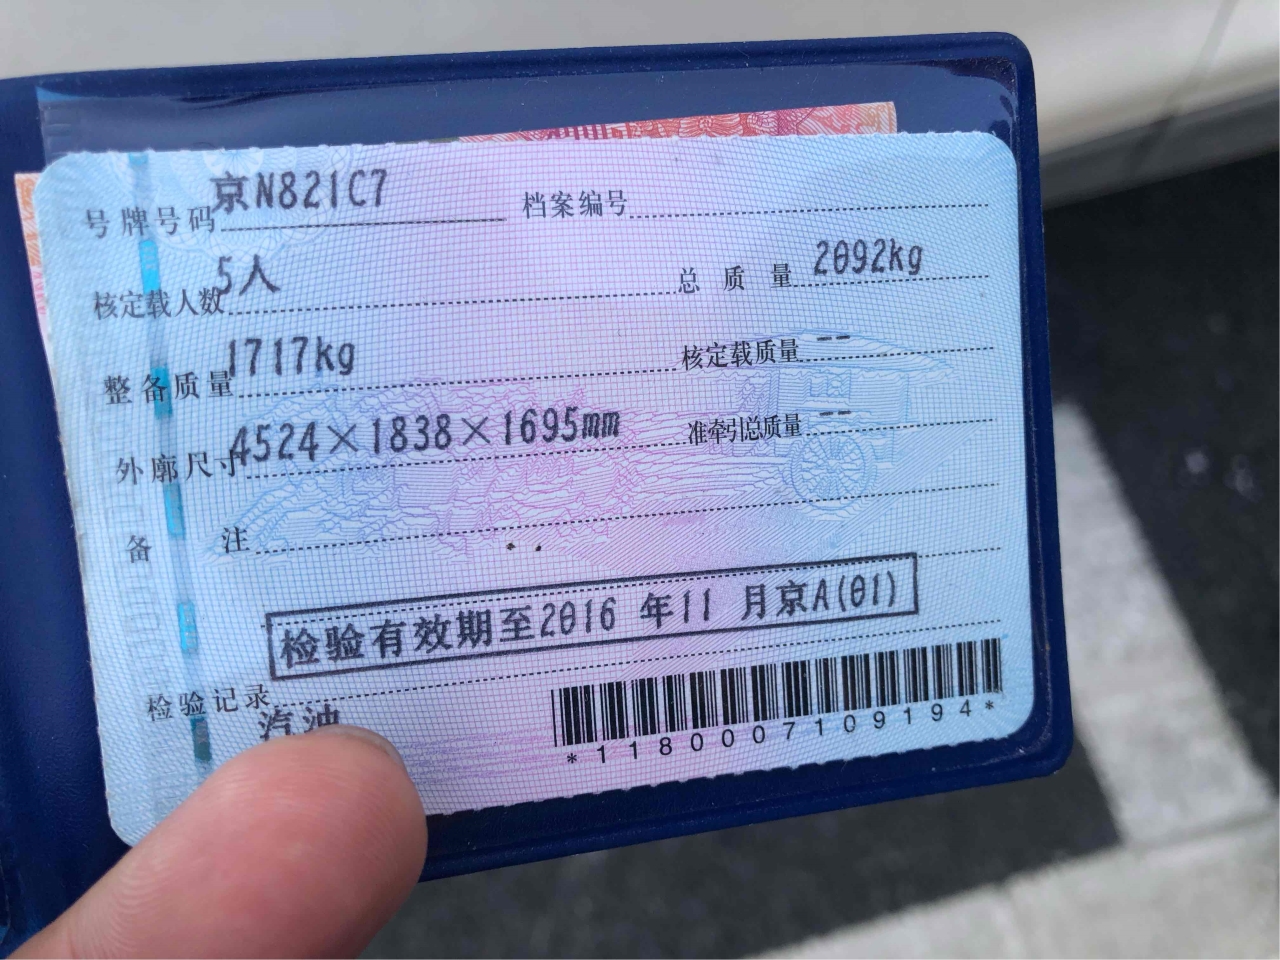 号牌号码 京N821C7 档案编号
核定载人数 5人 总质量 2092kg
整备质量 1717kg 核定载质量 --
外廓尺寸 4524×1838×1695mm 准牵引总质量 --
备注
检验有效期至2016 年11 月京A(01)
检验记录
汽油
*1180007109194*